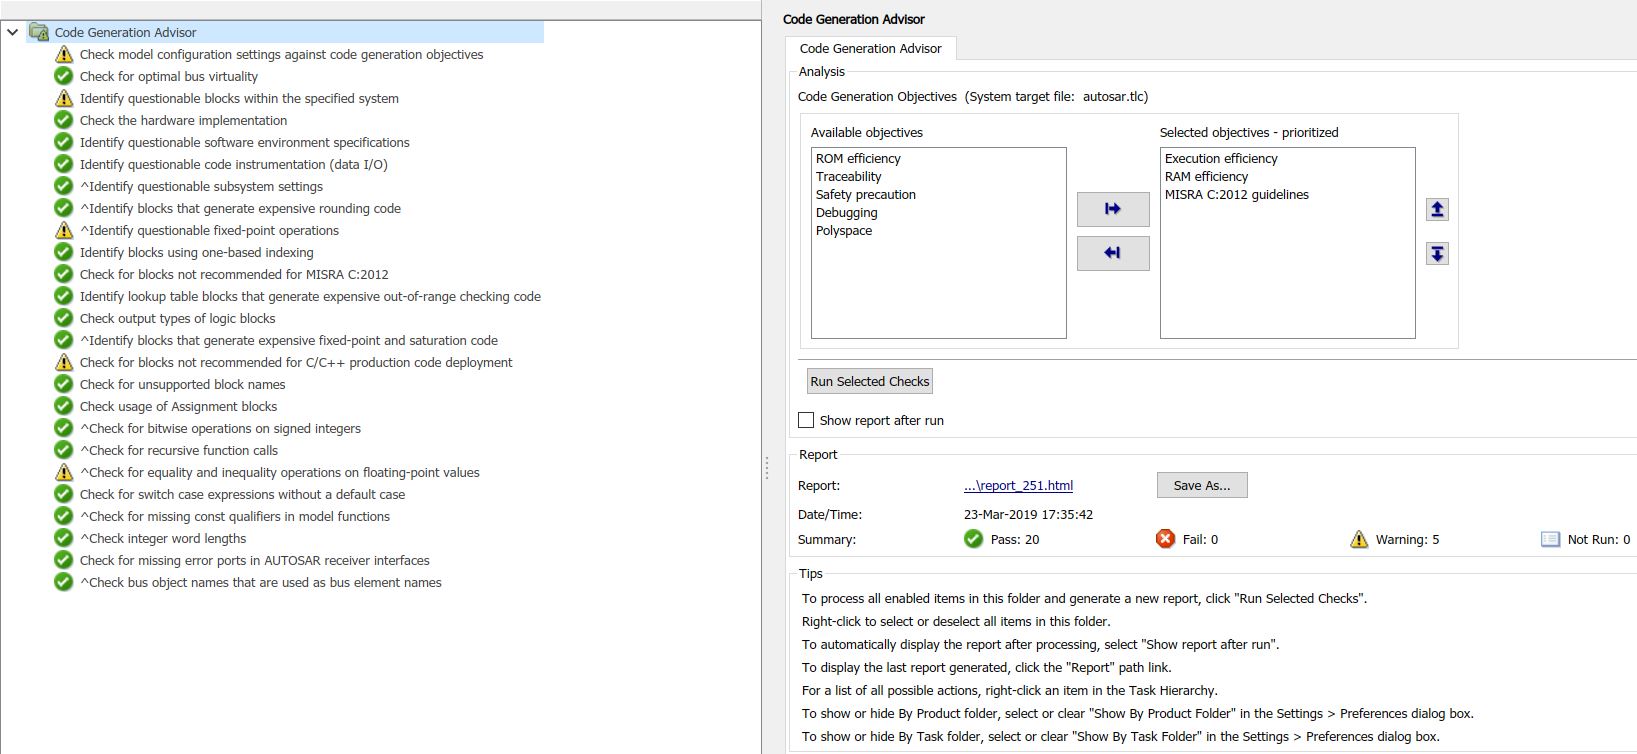 Code Generation Advisor
Check model configuration settings against code generation objectives
Check for optimal bus virtuality
Identify questionable blocks within the specified system
Check the hardware implementation
Identify questionable software environment specifications
Identify questionable code instrumentation (data I/O)
^Identify questionable subsystem settings
^Identify blocks that generate expensive rounding code
^Identify questionable fixed-point operations
Identify blocks using one-based indexing
Check for blocks not recommended for MISRA C:2012
Identify lookup table blocks that generate expensive out-of-range checking code
Check output types of logic blocks
^Identify blocks that generate expensive fixed-point and saturation code
Check for blocks not recommended for C/C++ production code deployment
Check for unsupported block names
Check usage of Assignment blocks
^Check for bitwise operations on signed integers
^Check for recursive function calls
^Check for equality and inequality operations on floating-point values
Check for switch case expressions without a default case
^Check for missing const qualifiers in model functions
^Check integer word lengths
Check for missing error ports in AUTOSAR receiver interfaces
^Check bus object names that are used as bus element names
Code Generation Advisor
Code Generation Advisor
Analysis
Code Generation Objectives (System target file: autosar.tlc)
Available objectives
ROM efficiency
Traceability
Safety precaution
Debugging
Polyspace
Selected objectives - prioritized
Execution efficiency
RAM efficiency
MISRA C:2012 guidelines
Run Selected Checks
Show report after run
Report
Report: ...\report_251.html Save As...
Date/Time: 23-Mar-2019 17:35:42
Summary: Pass: 20 Fail: 0 Warning: 5 Not Run: 0
Tips
To process all enabled items in this folder and generate a new report, click "Run Selected Checks".
Right-click to select or deselect all items in this folder.
To automatically display the report after processing, select "Show report after run".
To display the last report generated, click the "Report" path link.
For a list of all possible actions, right-click an item in the Task Hierarchy.
To show or hide By Product folder, select or clear "Show By Product Folder" in the Settings > Preferences dialog box.
To show or hide By Task folder, select or clear "Show By Task Folder" in the Settings > Preferences dialog box.